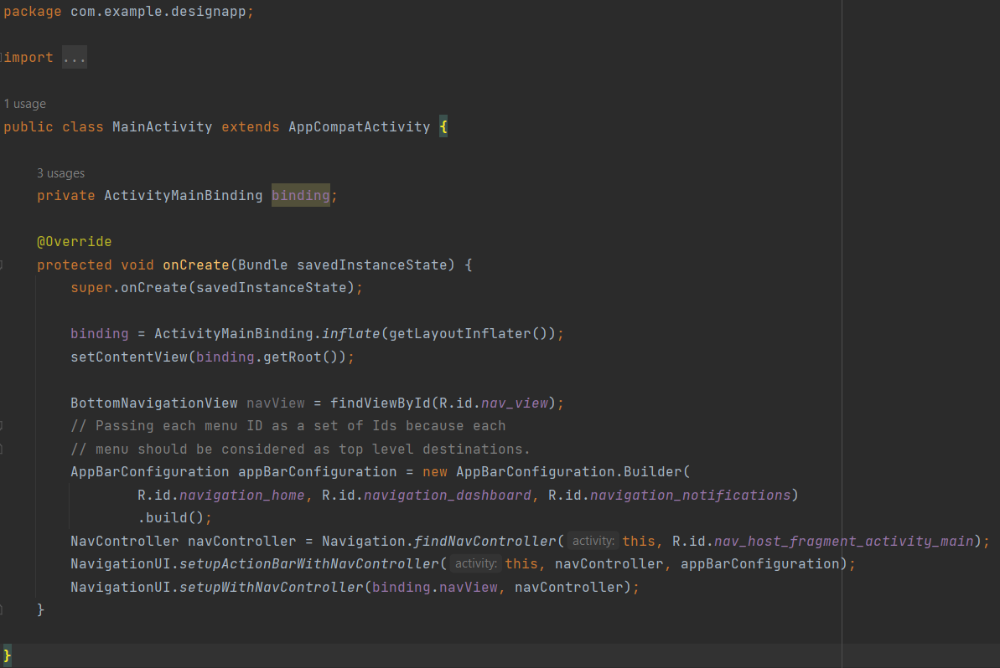 package com.example.designapp;
import ...
1 usage
public class MainActivity extends AppCompatActivity {
3 usages
private ActivityMainBinding binding;
@Override
protected void onCreate(Bundle savedInstanceState) {
super.onCreate(savedInstanceState);
binding = ActivityMainBinding.inflate(getLayoutInflater());
setContentView(binding.getRoot());
BottomNavigationView navView = findViewById(R.id.nav_view);
// Passing each menu ID as a set of Ids because each
// menu should be considered as top level destinations.
AppBarConfiguration appBarConfiguration = new AppBarConfiguration.Builder(
R.id.navigation_home, R.id.navigation_dashboard, R.id.navigation_notifications)
.build();
NavController navController = Navigation.findNavController( activity: this, R.id.nav_host_fragment_activity_main);
NavigationUI.setupActionBarWithNavController( activity: this, navController, appBarConfiguration);
NavigationUI.setupWithNavController(binding.navView, navController);
}
}